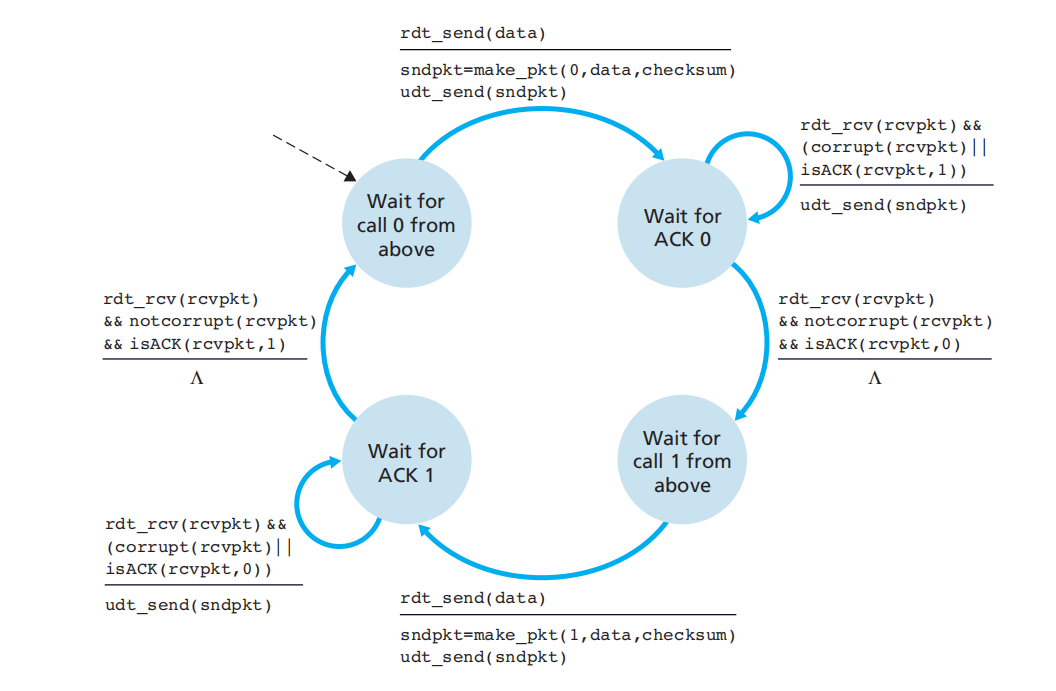 rdt_send(data)
sndpkt=make_pkt(0,data,checksum)
udt_send(sndpkt)
rdt_rcv(rcvpkt) &&
(corrupt(rcvpkt)||
isACK(rcvpkt,1))
udt_send(sndpkt)
Wait for
call 0 from
above
Wait for
ACK 0
rdt_rcv(rcvpkt)
&& notcorrupt(rcvpkt)
&& isACK(rcvpkt,1)
Λ
rdt_rcv(rcvpkt)
&& notcorrupt(rcvpkt)
&& isACK(rcvpkt,0)
Λ
Wait for
ACK 1
Wait for
call 1 from
above
rdt_rcv(rcvpkt) &&
(corrupt(rcvpkt)||
isACK(rcvpkt,0))
udt_send(sndpkt)
rdt_send(data)
sndpkt=make_pkt(1,data,checksum)
udt_send(sndpkt)